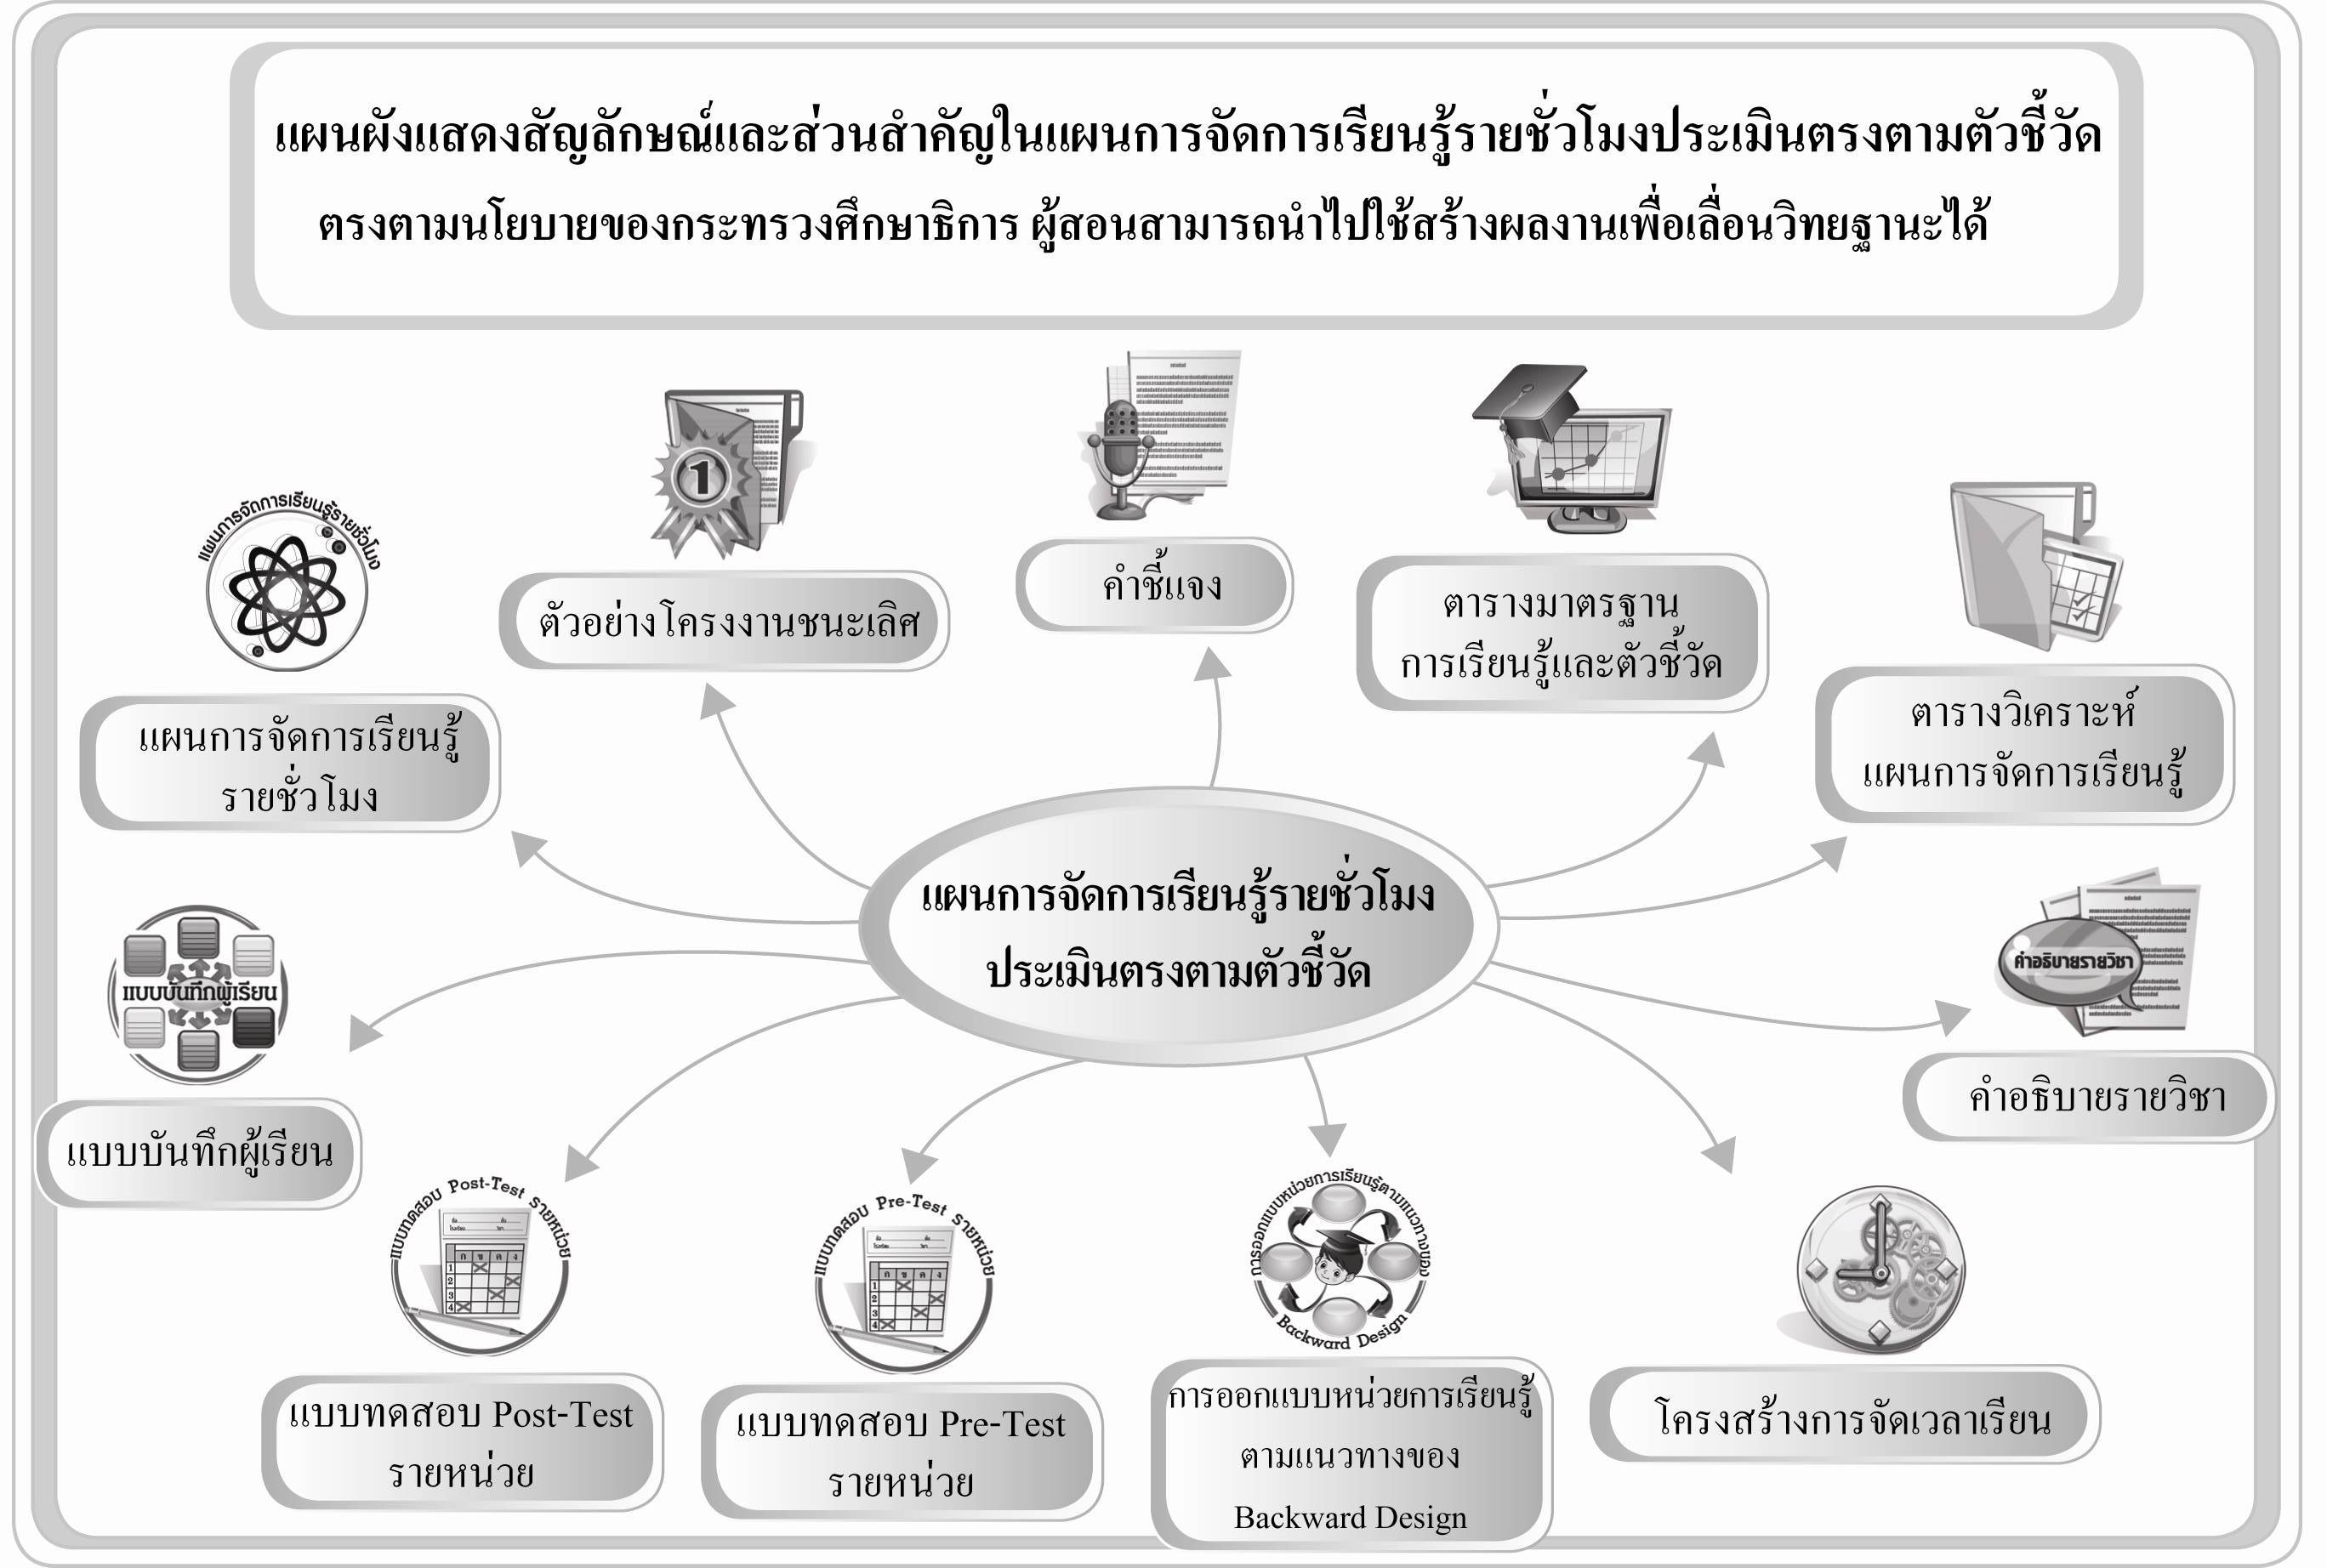 แผนผังแสดงสัญลักษณ์และส่วนสำคัญในแผนการจัดการเรียนรู้รายชั่วโมงประเมินตรงตามตัวชี้วัด
ตรงตามนโยบายของกระทรวงศึกษาธิการ ผู้สอนสามารถนำไปใช้สร้างผลงานเพื่อเลื่อนวิทยฐานะได้
คำชี้แจง
ตารางมาตรฐาน
การเรียนรู้และตัวชี้วัด
ตารางวิเคราะห์
แผนการจัดการเรียนรู้
คำอธิบายรายวิชา
คำอธิบายรายวิชา
โครงสร้างการจัดเวลาเรียน
การออกแบบหน่วยการเรียนรู้ตามแนวทางของ
Backward Design
การออกแบบหน่วยการเรียนรู้
ตามแนวทางของ
Backward Design
แบบทดสอบ Pre-Test รายหน่วย
ก ข ค ง
1
2
3
4
แบบทดสอบ Pre-Test
รายหน่วย
แบบทดสอบ Post-Test รายหน่วย
ก ข ค ง
1
2
3
4
แบบทดสอบ Post-Test
รายหน่วย
แบบบันทึกผู้เรียน
แบบบันทึกผู้เรียน
แผนการจัดการเรียนรู้รายชั่วโมง
แผนการจัดการเรียนรู้
รายชั่วโมง
1
ตัวอย่างโครงงานชนะเลิศ
แผนการจัดการเรียนรู้รายชั่วโมง
ประเมินตรงตามตัวชี้วัด